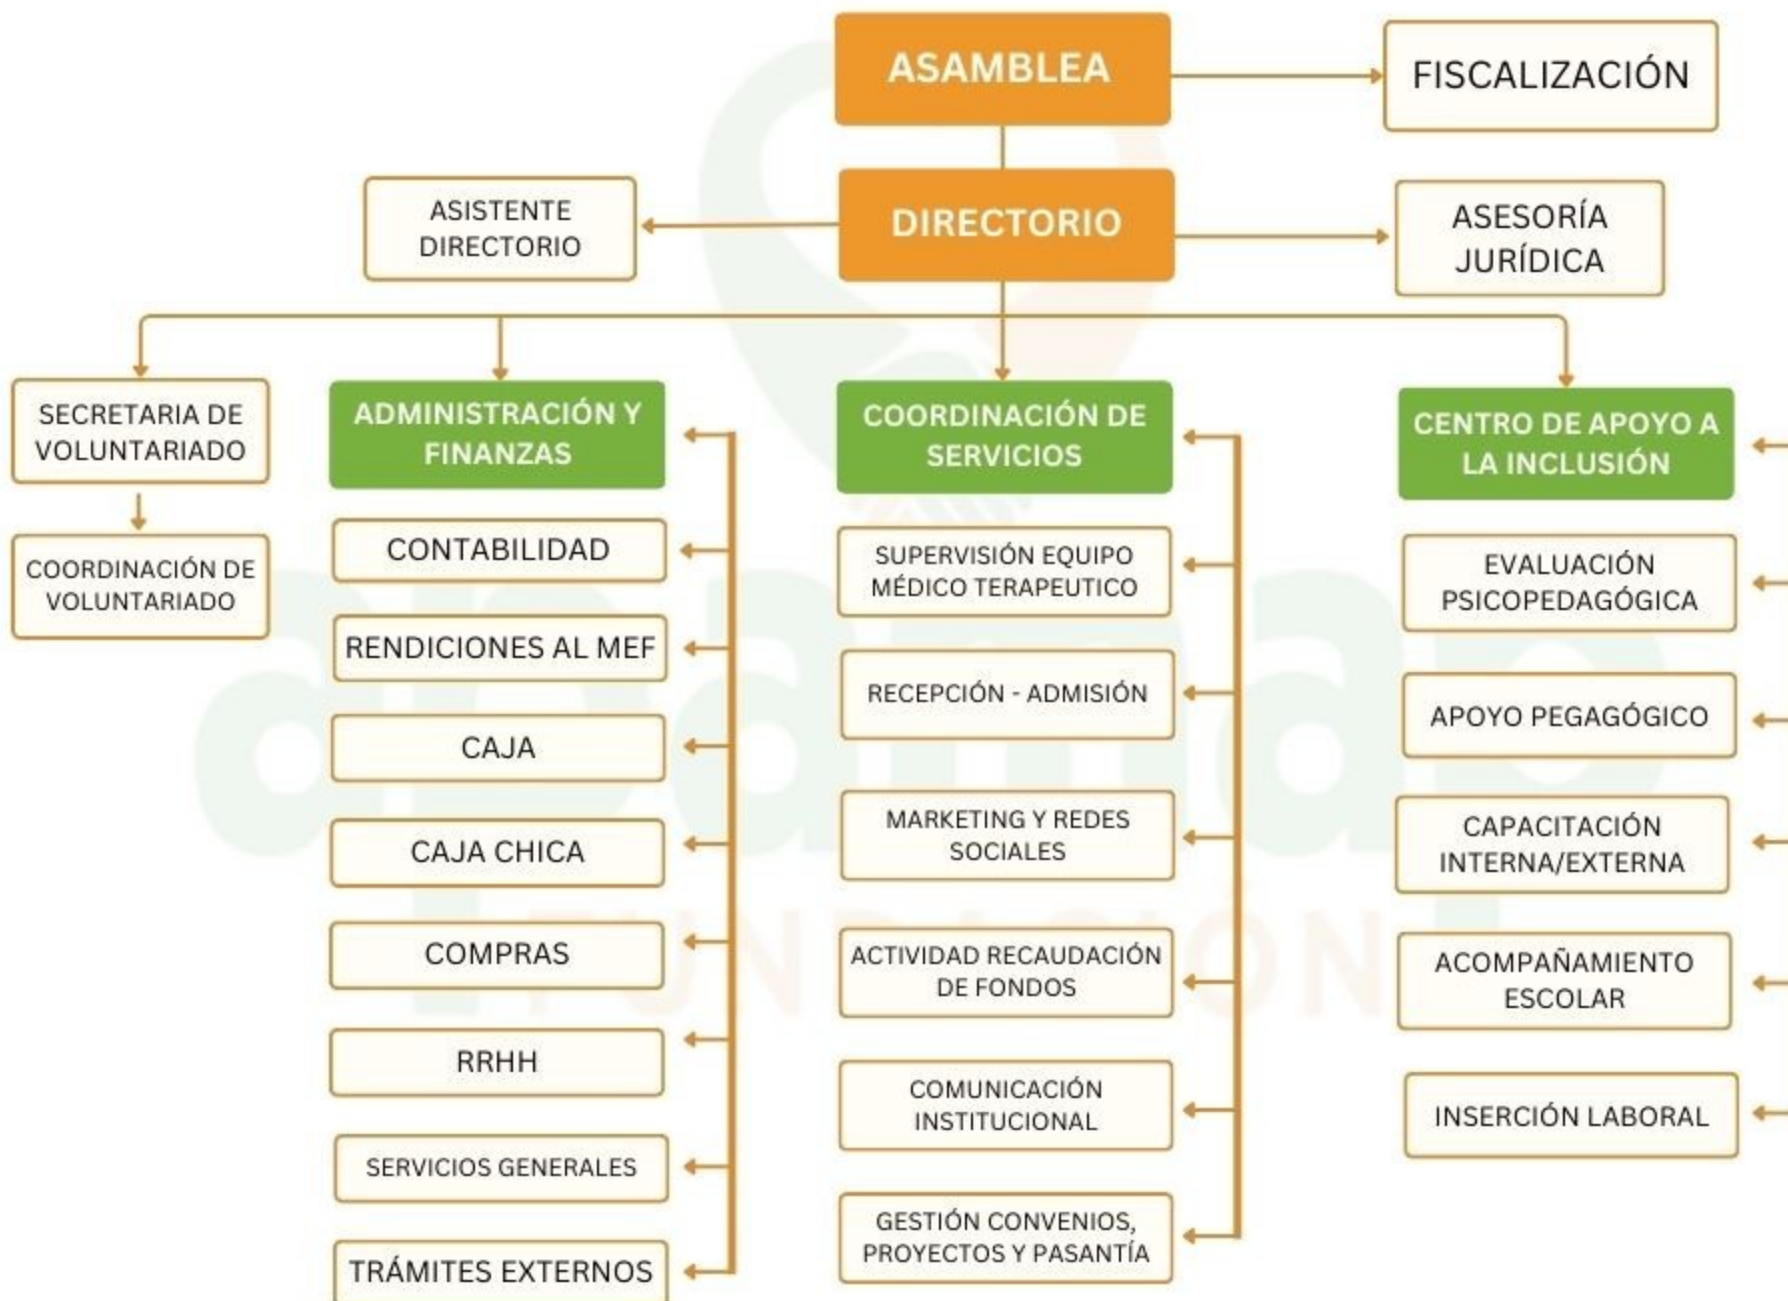 ASAMBLEA
FISCALIZACIÓN
ASISTENTE
DIRECTORIO
DIRECTORIO
ASESORÍA
JURÍDICA
SECRETARIA DE
VOLUNTARIADO
COORDINACIÓN DE
VOLUNTARIADO
ADMINISTRACIÓN Y
FINANZAS
CONTABILIDAD
RENDICIONES AL MEF
CAJA
CAJA CHICA
COMPRAS
RRHH
SERVICIOS GENERALES
TRÁMITES EXTERNOS
COORDINACIÓN DE
SERVICIOS
SUPERVISIÓN EQUIPO
MÉDICO TERAPEUTICO
RECEPCIÓN - ADMISIÓN
MARKETING Y REDES
SOCIALES
ACTIVIDAD RECAUDACIÓN
DE FONDOS
COMUNICACIÓN
INSTITUCIONAL
GESTIÓN CONVENIOS,
PROYECTOS Y PASANTÍA
CENTRO DE APOYO A
LA INCLUSIÓN
EVALUACIÓN
PSICOPEDAGÓGICA
APOYO PEGAGÓGICO
CAPACITACIÓN
INTERNA/EXTERNA
ACOMPAÑAMIENTO
ESCOLAR
INSERCIÓN LABORAL
apamap
FUNDACIÓN